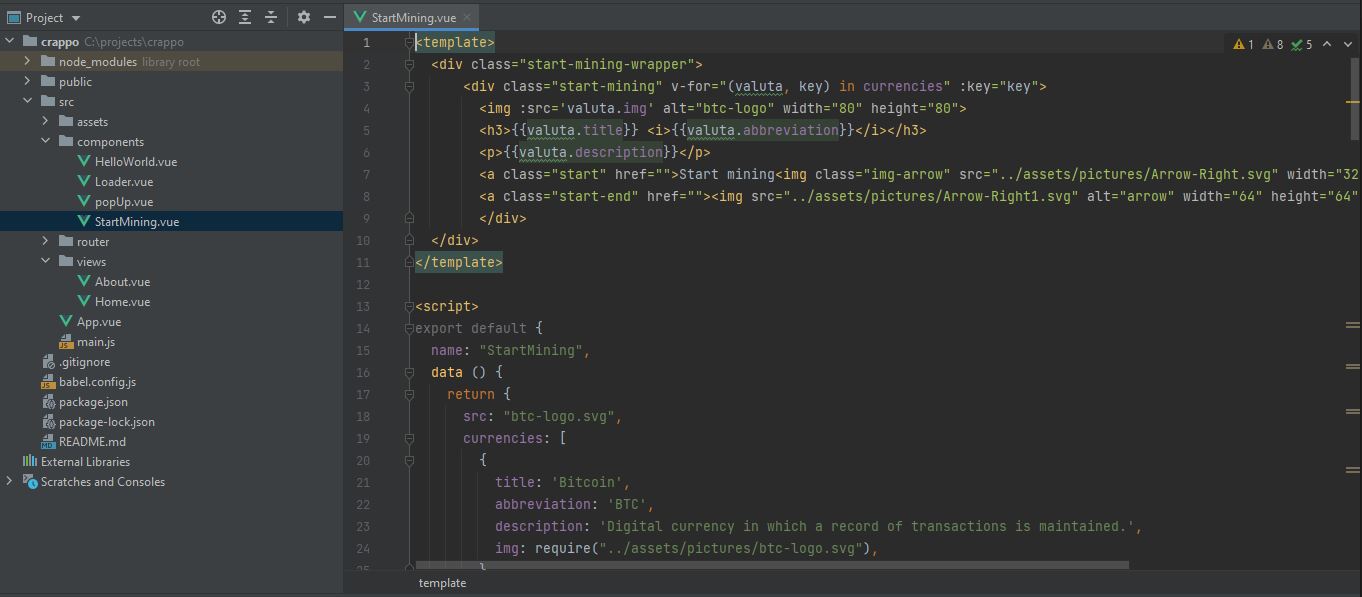 Project
crappo C:\projects\crappo
node_modules library root
public
src
assets
components
HelloWorld.vue
Loader.vue
popUp.vue
StartMining.vue
router
views
About.vue
Home.vue
App.vue
main.js
.gitignore
babel.config.js
package.json
package-lock.json
README.md
External Libraries
Scratches and Consoles
StartMining.vue
1 8 5
1 <template>
2 <div class="start-mining-wrapper">
3 <div class="start-mining" v-for="(valuta, key) in currencies" :key="key">
4 <img :src='valuta.img' alt="btc-logo" width="80" height="80">
5 <h3>{{valuta.title}} <i>{{valuta.abbreviation}}</i></h3>
6 <p>{{valuta.description}}</p>
7 <a class="start" href="">Start mining<img class="img-arrow" src="../assets/pictures/Arrow-Right.svg" width="32
8 <a class="start-end" href=""><img src="../assets/pictures/Arrow-Right1.svg" alt="arrow" width="64" height="64"
9 </div>
10 </div>
11 </template>
12
13 <script>
14 export default {
15 name: "StartMining",
16 data () {
17 return {
18 src: "btc-logo.svg",
19 currencies: [
20 {
21 title: 'Bitcoin',
22 abbreviation: 'BTC',
23 description: 'Digital currency in which a record of transactions is maintained.',
24 img: require("../assets/pictures/btc-logo.svg"),
template